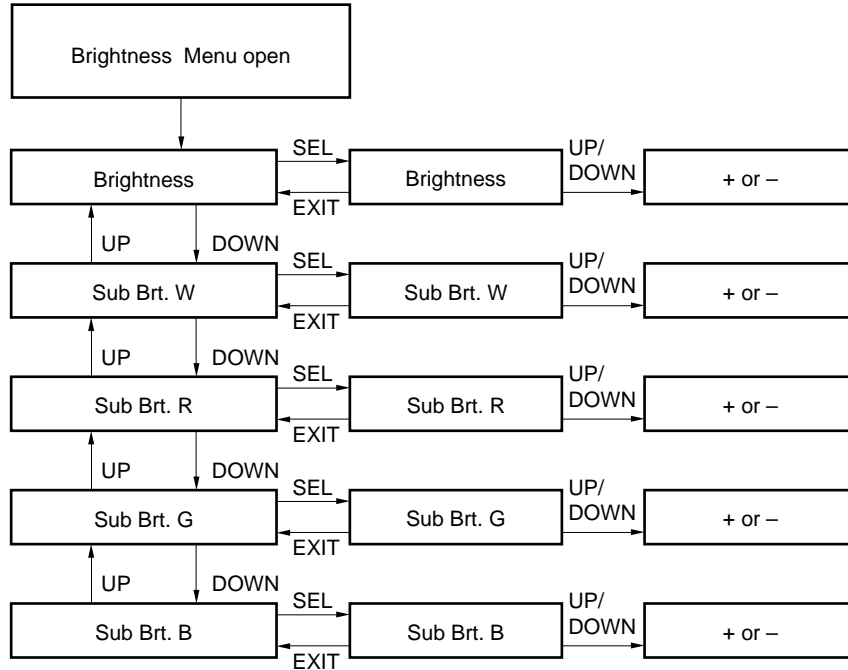 Brightness Menu open
SEL
UP/
DOWN
Brightness
Brightness
+ or –
EXIT
UP
DOWN
SEL
UP/
DOWN
Sub Brt. W
Sub Brt. W
+ or –
EXIT
UP
DOWN
SEL
UP/
DOWN
Sub Brt. R
Sub Brt. R
+ or –
EXIT
UP
DOWN
SEL
UP/
DOWN
Sub Brt. G
Sub Brt. G
+ or –
EXIT
UP
DOWN
SEL
UP/
DOWN
Sub Brt. B
Sub Brt. B
+ or –
EXIT